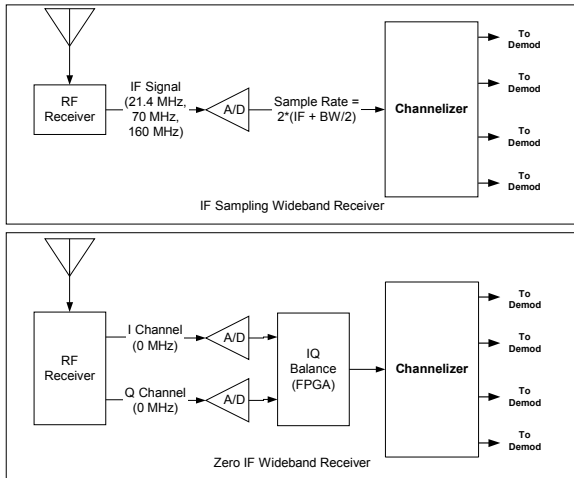 RF
Receiver
IF Signal
(21.4 MHz,
70 MHz,
160 MHz)
A/D
Sample Rate =
2*(IF + BW/2)
Channelizer
To
Demod
To
Demod
To
Demod
To
Demod
IF Sampling Wideband Receiver
RF
Receiver
I Channel
(0 MHz)
A/D
Q Channel
(0 MHz)
A/D
IQ
Balance
(FPGA)
Channelizer
To
Demod
To
Demod
To
Demod
To
Demod
Zero IF Wideband Receiver